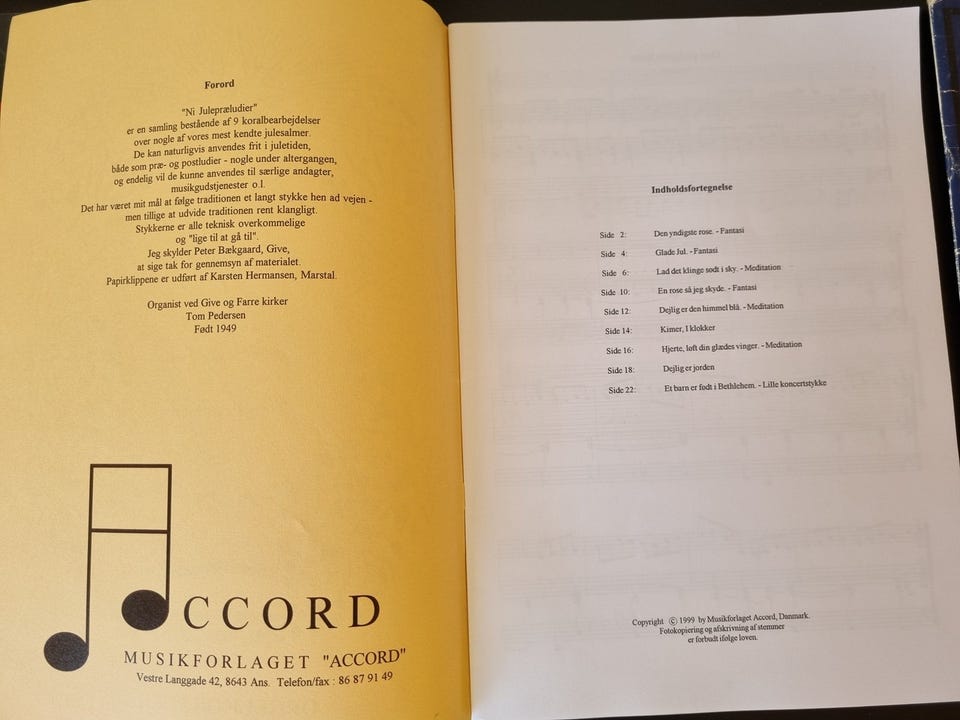 Forord
"Ni Julepræludier"
er en samling bestående af 9 koralbearbejdelser
over nogle af vores mest kendte julesalmer.
De kan naturligvis anvendes frit i juletiden,
både som præ- og postludier - nogle under altergangen,
og endelig vil de kunne anvendes til særlige andagter,
musikgudstjenester o.l.
Det har været mit mål at følge traditionen et langt stykke hen ad vejen -
men tillige at udvide traditionen rent klangligt.
Stykkerne er alle teknisk overkommelige
og "lige til at gå til".
Jeg skylder Peter Bækgaard, Give,
at sige tak for gennemsyn af materialet.
Papirklippene er udført af Karsten Hermansen, Marstal.
Organist ved Give og Farre kirker
Tom Pedersen
Født 1949
CCORD
MUSIKFORLAGET "ACCORD"
Vestre Langgade 42, 8643 Ans. Telefon/fax : 86 87 91 49
Indholdsfortegnelse
Side 2: Den yndigste rose. - Fantasi
Side 4: Glade Jul. - Fantasi
Side 6: Lad det klinge sødt i sky. - Meditation
Side 10: En rose så jeg skyde. - Fantasi
Side 12: Dejlig er den himmel blå. - Meditation
Side 14: Kimer, I klokker
Side 16: Hjerte, løft din glædes vinger. - Meditation
Side 18: Dejlig er jorden
Side 22: Et barn er født i Bethlehem. - Lille koncertstykke
Copyright © 1999 by Musikforlaget Accord, Danmark.
Fotokopiering og afskrivning af stemmer
er forbudt ifølge loven.